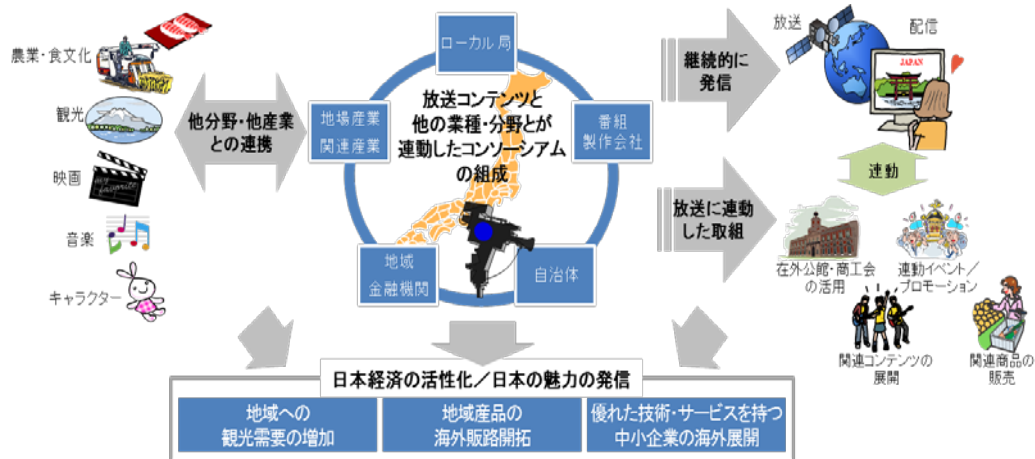 農業・食文化
観光
映画
my favorite
音楽
キャラクター
他分野・他産業
との連携
ローカル局
地場産業
関連産業
番組
製作会社
放送コンテンツと
他の業種・分野とが
連動したコンソーシアム
の組成
地域
金融機関
自治体
継続的に
発信
放送に連動
した取組
放送
配信
JAPAN
連動
在外公館・商工会
の活用
連動イベント／
プロモーション
関連コンテンツの
展開
関連商品の
販売
日本経済の活性化／日本の魅力の発信
地域への
観光需要の増加
地域産品の
海外販路開拓
優れた技術・サービスを持つ
中小企業の海外展開